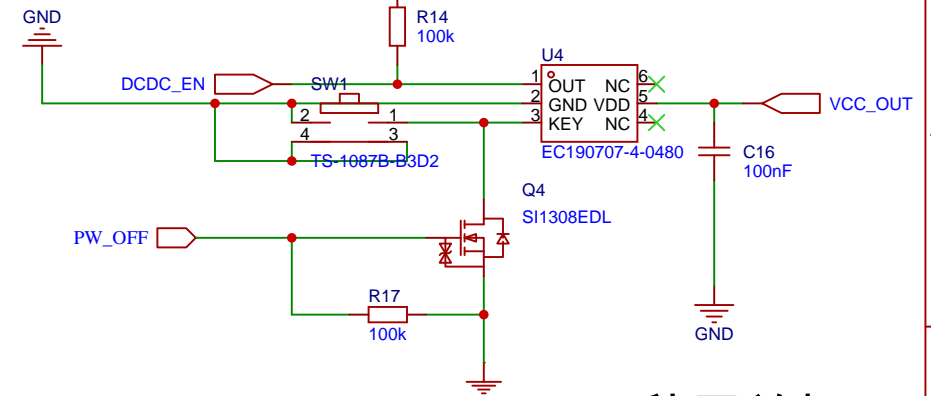 GND
R14
100k
DCDC_EN
SW1
2
1
4
3
TS-1087B-B3D2
U4
1
OUT
NC
6
2
GND
VDD
5
3
KEY
NC
4
EC190707-4-0480
VCC_OUT
C16
100nF
Q4
SI1308EDL
PW_OFF
R17
100k
GND